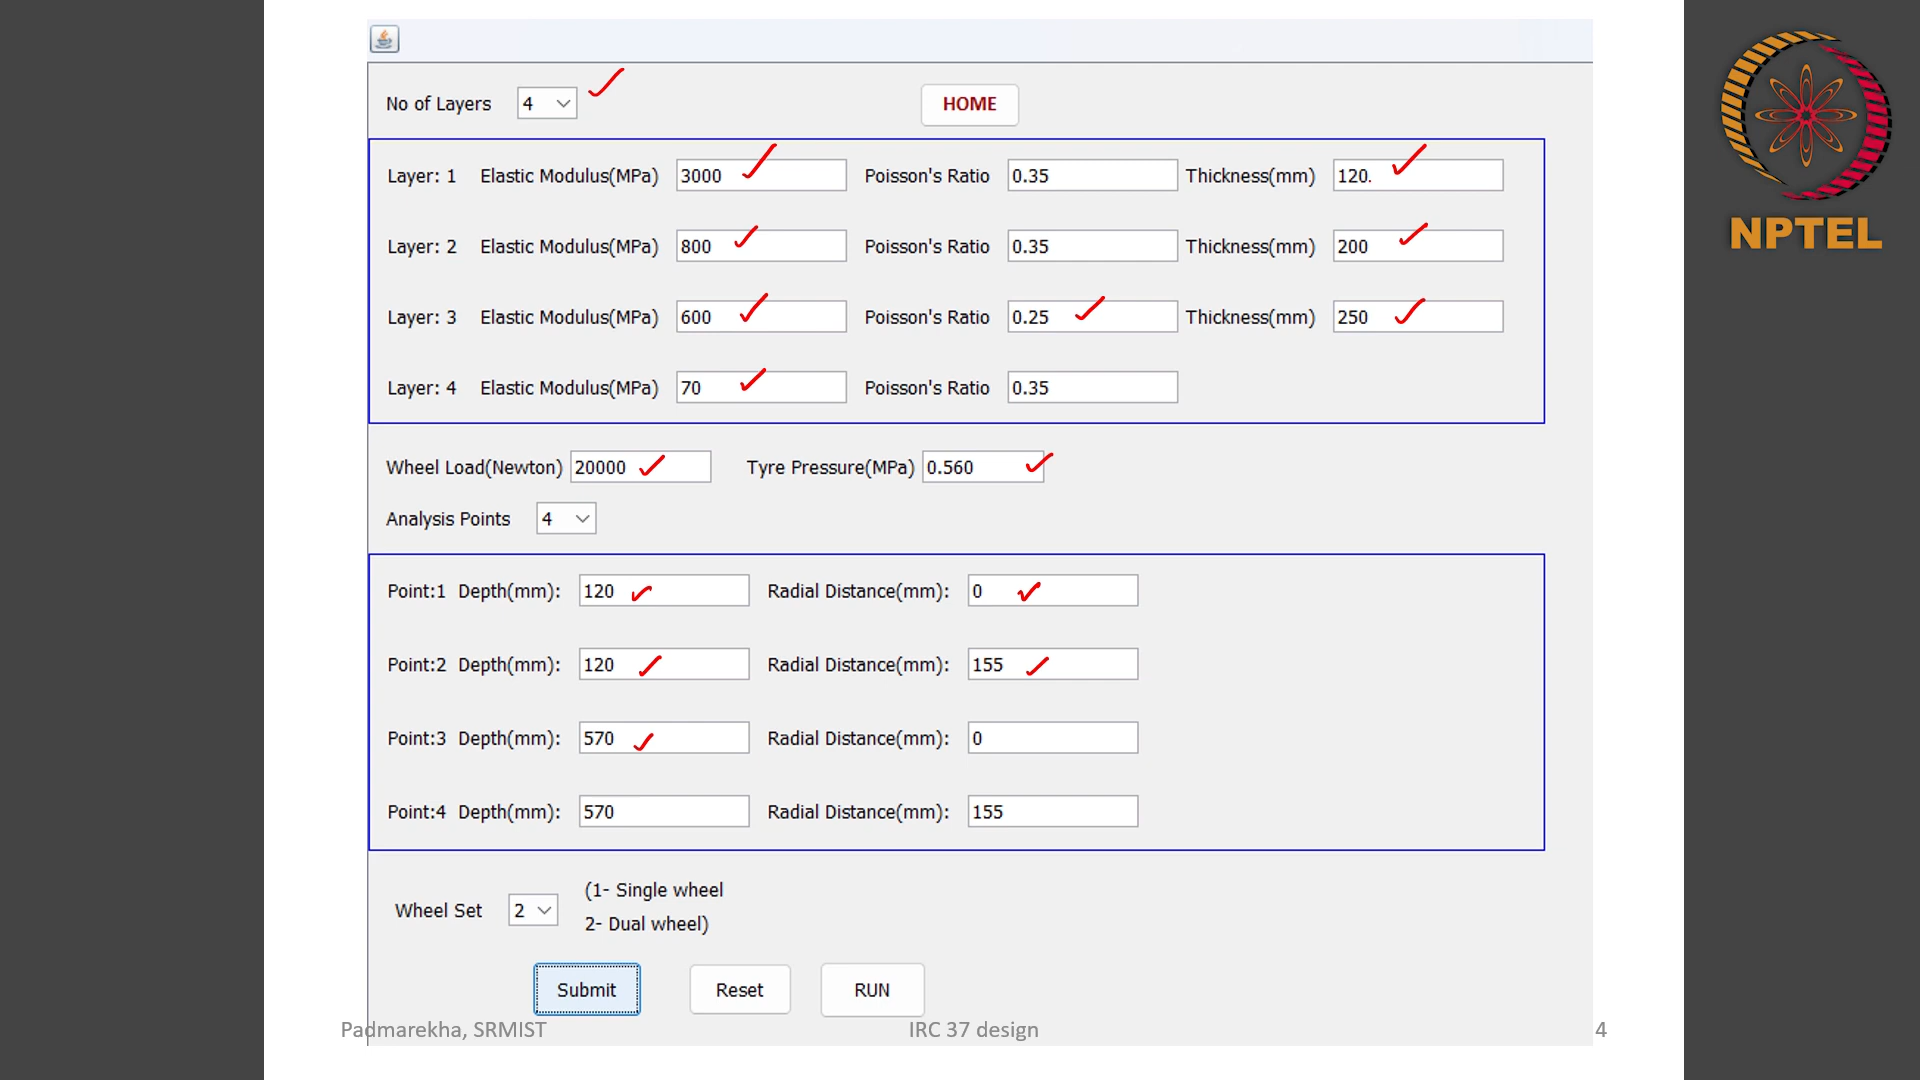 No of Layers 4 HOME
Layer: 1 Elastic Modulus(MPa) 3000 Poisson's Ratio 0.35 Thickness(mm) 120.
Layer: 2 Elastic Modulus(MPa) 800 Poisson's Ratio 0.35 Thickness(mm) 200
Layer: 3 Elastic Modulus(MPa) 600 Poisson's Ratio 0.25 Thickness(mm) 250
Layer: 4 Elastic Modulus(MPa) 70 Poisson's Ratio 0.35
Wheel Load(Newton) 20000 Tyre Pressure(MPa) 0.560
Analysis Points 4
Point:1 Depth(mm): 120 Radial Distance(mm): 0
Point:2 Depth(mm): 120 Radial Distance(mm): 155
Point:3 Depth(mm): 570 Radial Distance(mm): 0
Point:4 Depth(mm): 570 Radial Distance(mm): 155
Wheel Set 2 (1- Single wheel
2- Dual wheel)
Submit Reset RUN
Padmarekha, SRMIST IRC 37 design 4
NPTEL